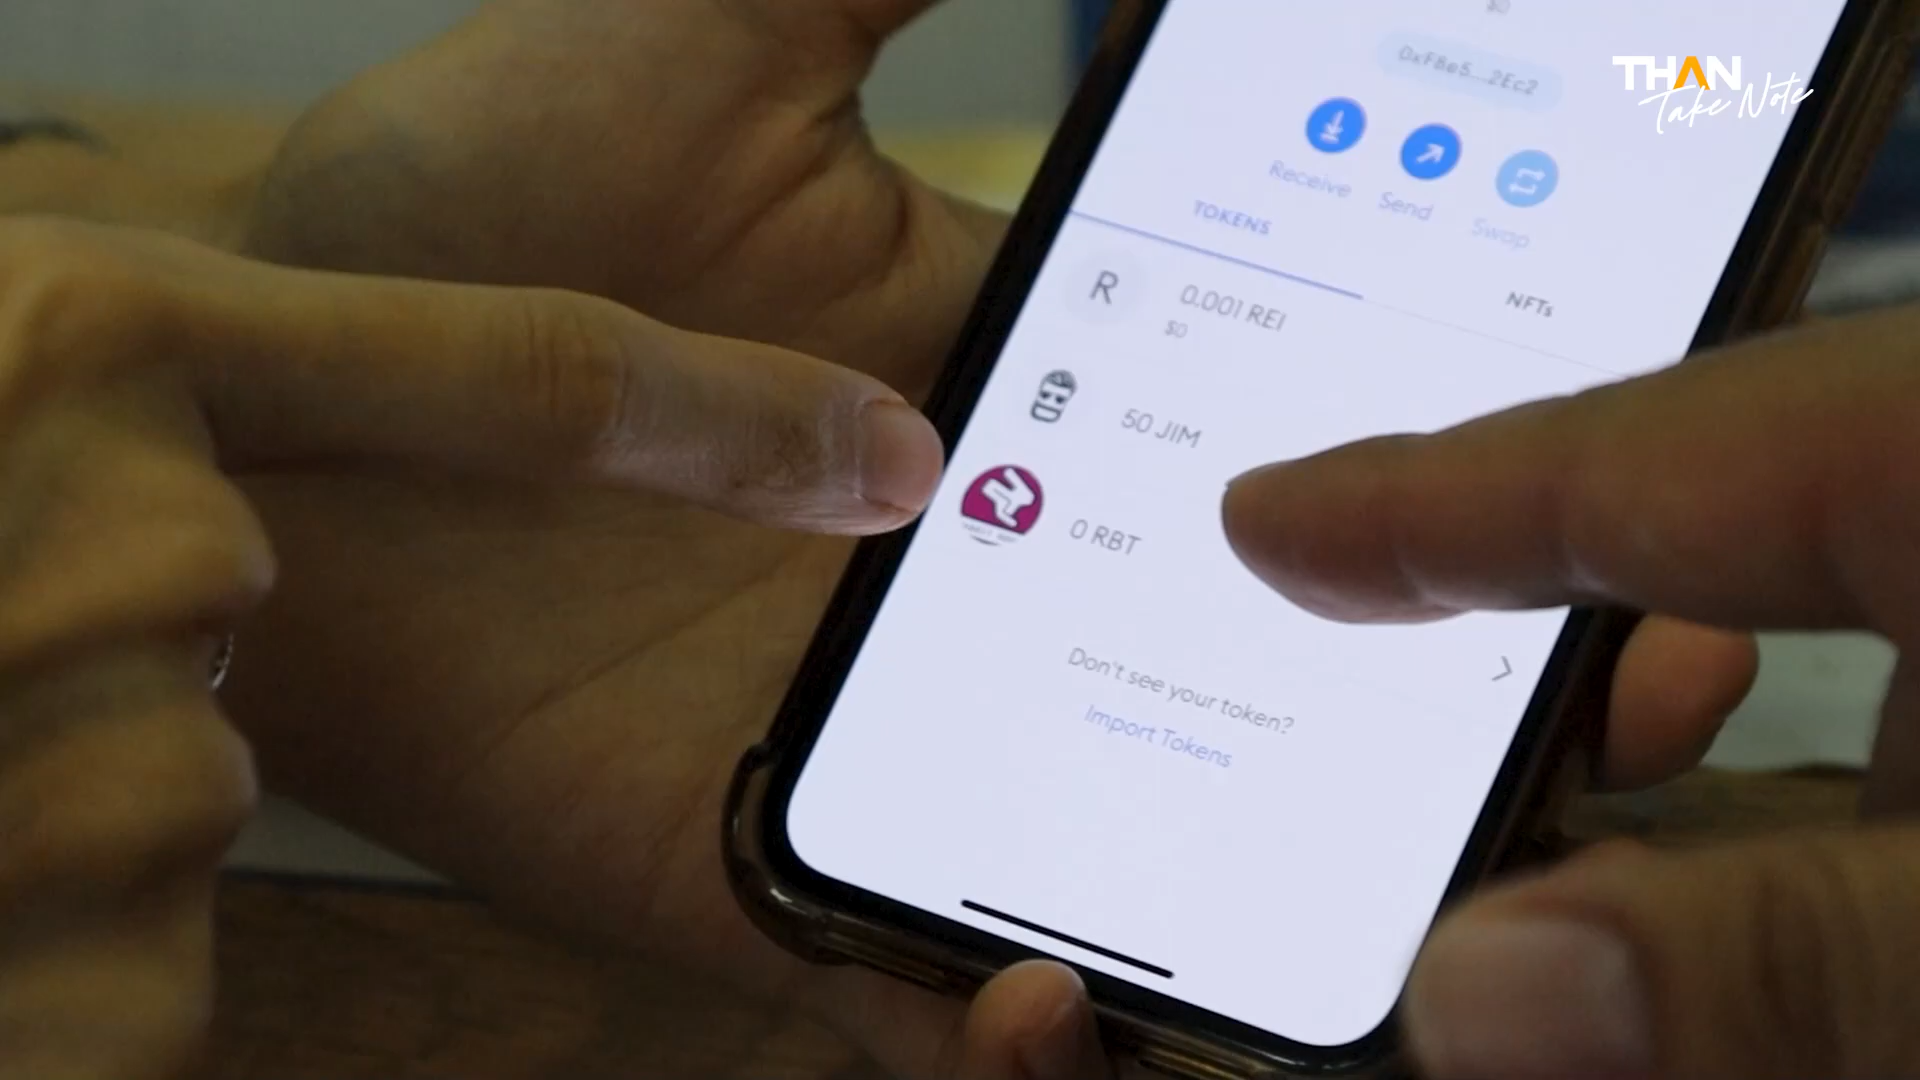 $0
0xFBe5...2Ec2
THAN
Take Note
Receive
Send
Swap
TOKENS
NFTs
0.001 REI
R
$0
50 JIM
0 RBT
Don't see your token?
Import Tokens